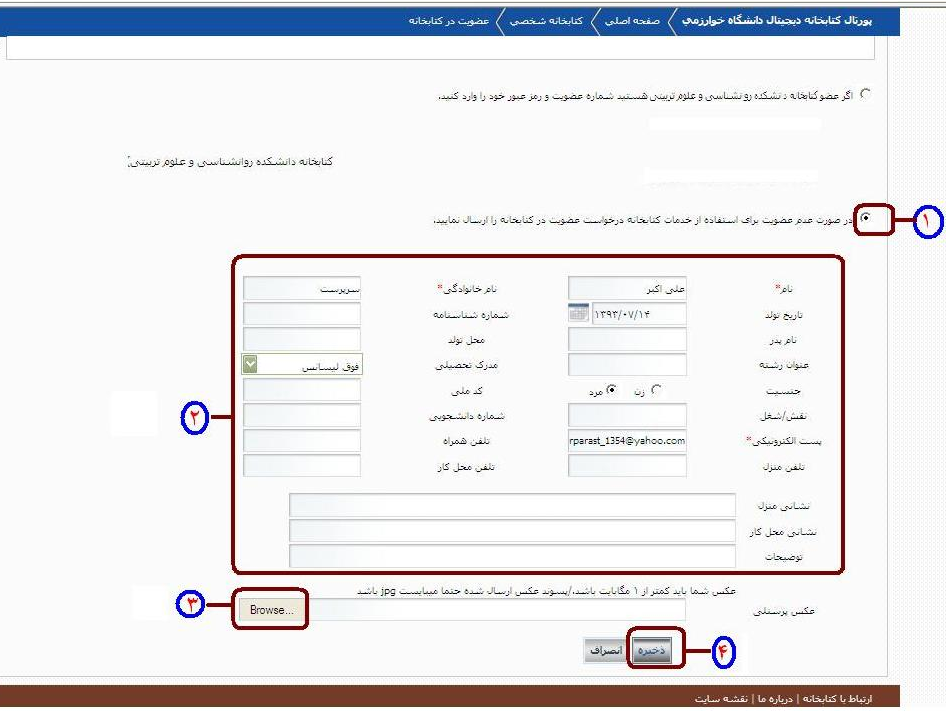 پورتال کتابخانه دیجیتال دانشگاه خوارزمي صفحه اصلی کتابخانه شخصی عضویت در کتابخانه
اگر عضو کتابخانه دانشکده روانشناسی و علوم تربیتی هستید شماره عضویت و رمز عبور خود را وارد کنید.
کتابخانه دانشکده روانشناسی و علوم تربیتی
در صورت عدم عضویت برای استفاده از خدمات کتابخانه درخواست عضویت در کتابخانه را ارسال نمایید. ۱
نام* علی اکبر نام خانوادگی* سرپرست
تاریخ تولد ۱۳۹۳/۰۷/۱۴ شماره شناسنامه
نام پدر محل تولد
عنوان رشته مدرک تحصیلی فوق لیسانس
جنسیت زن مرد کد ملی
نقش/شغل شماره دانشجویی ۲
پست الکترونیکی* rparast_1354@yahoo.com تلفن همراه
تلفن منزل تلفن محل کار
نشانی منزل
نشانی محل کار
توضیحات
عکس شما باید کمتر از ۱ مگابایت باشد./پسوند عکس ارسال شده حتما میبایست jpg باشد
عکس پرسنلی Browse... ۳
ذخیره انصراف ۴
ارتباط با کتابخانه | درباره ما | نقشه سایت